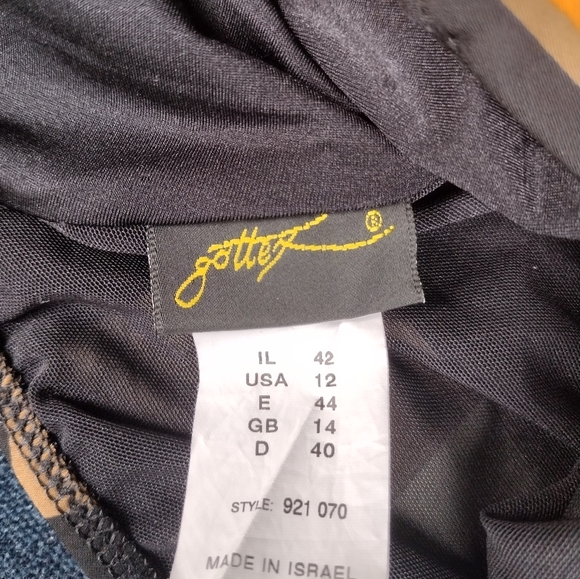 gottex ®
IL 42
USA 12
E 44
GB 14
D 40
STYLE: 921 070
MADE IN ISRAEL